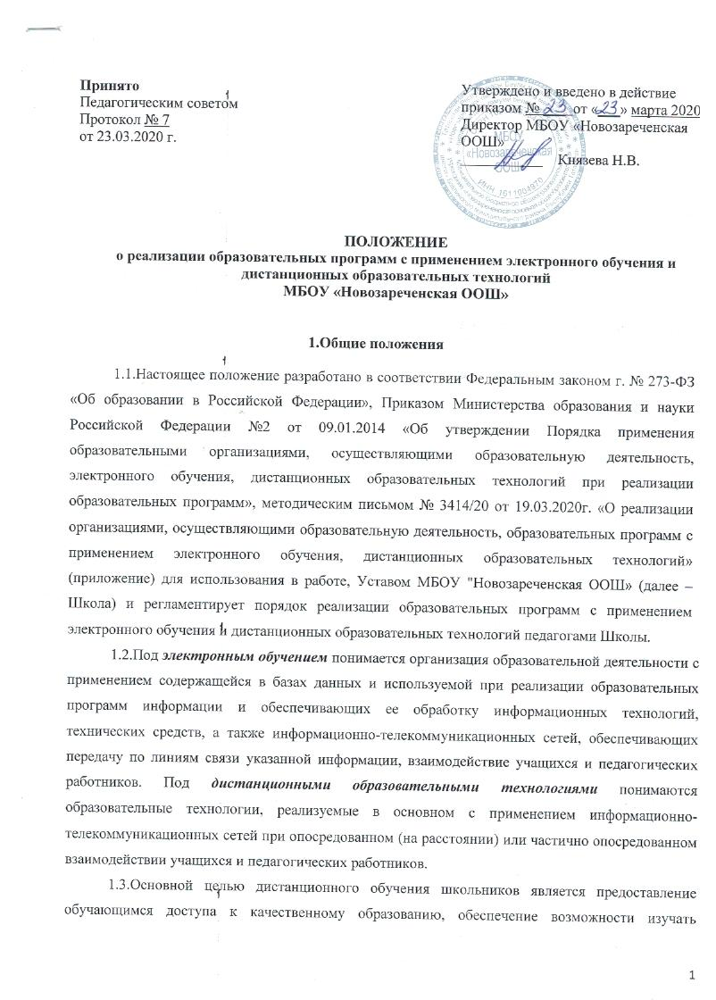 Принято
Педагогическим советом
Протокол № 7
от 23.03.2020 г.
Утверждено и введено в действие
приказом № 23 от «23» марта 2020
Директор МБОУ «Новозареченская
ООШ»
Князева Н.В.
МБОУ
«Новозареченская
ООШ»
ИНН 1611004970
ПОЛОЖЕНИЕ
о реализации образовательных программ с применением электронного обучения и
дистанционных образовательных технологий
МБОУ «Новозареченская ООШ»
1.Общие положения
1.1.Настоящее положение разработано в соответствии Федеральным законом г. № 273-ФЗ
«Об образовании в Российской Федерации», Приказом Министерства образования и науки
Российской Федерации №2 от 09.01.2014 «Об утверждении Порядка применения
образовательными организациями, осуществляющими образовательную деятельность,
электронного обучения, дистанционных образовательных технологий при реализации
образовательных программ», методическим письмом № 3414/20 от 19.03.2020г. «О реализации
организациями, осуществляющими образовательную деятельность, образовательных программ с
применением электронного обучения, дистанционных образовательных технологий»
(приложение) для использования в работе, Уставом МБОУ "Новозареченская ООШ» (далее –
Школа) и регламентирует порядок реализации образовательных программ с применением
электронного обучения и дистанционных образовательных технологий педагогами Школы.
1.2.Под электронным обучением понимается организация образовательной деятельности с
применением содержащейся в базах данных и используемой при реализации образовательных
программ информации и обеспечивающих ее обработку информационных технологий,
технических средств, а также информационно-телекоммуникационных сетей, обеспечивающих
передачу по линиям связи указанной информации, взаимодействие учащихся и педагогических
работников. Под дистанционными образовательными технологиями понимаются
образовательные технологии, реализуемые в основном с применением информационно-
телекоммуникационных сетей при опосредованном (на расстоянии) или частично опосредованном
взаимодействии учащихся и педагогических работников.
1.3.Основной целью дистанционного обучения школьников является предоставление
обучающимся доступа к качественному образованию, обеспечение возможности изучать
1